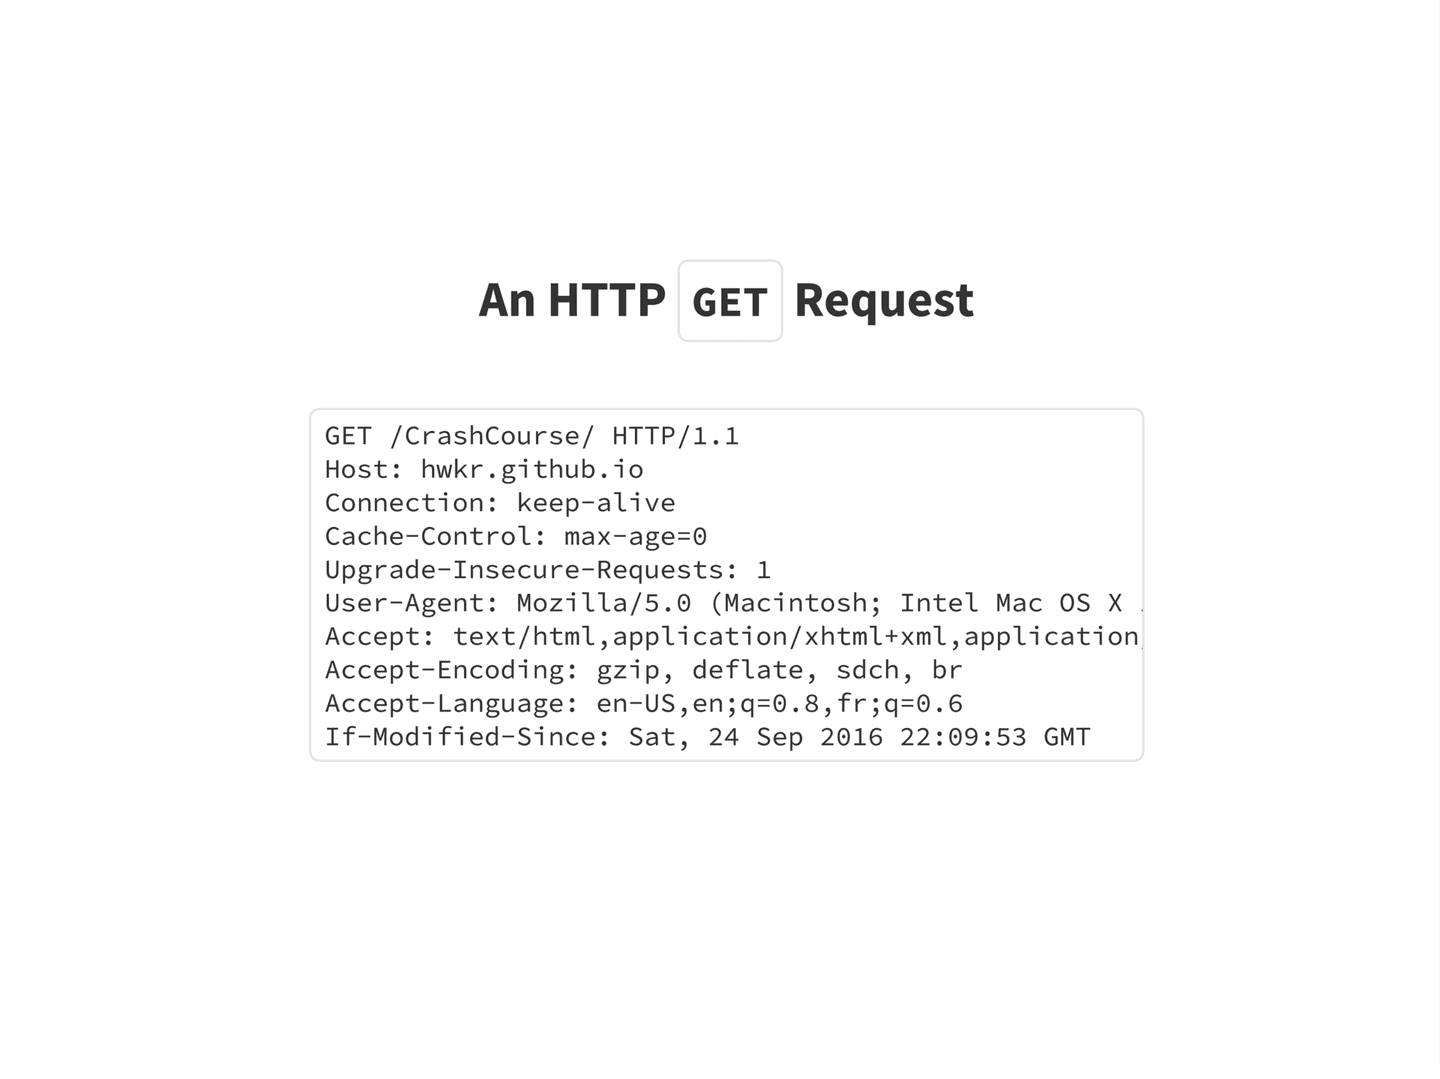 An HTTP GET Request
GET /CrashCourse/ HTTP/1.1
Host: hwkr.github.io
Connection: keep-alive
Cache-Control: max-age=0
Upgrade-Insecure-Requests: 1
User-Agent: Mozilla/5.0 (Macintosh; Intel Mac OS X
Accept: text/html,application/xhtml+xml,application
Accept-Encoding: gzip, deflate, sdch, br
Accept-Language: en-US,en;q=0.8,fr;q=0.6
If-Modified-Since: Sat, 24 Sep 2016 22:09:53 GMT